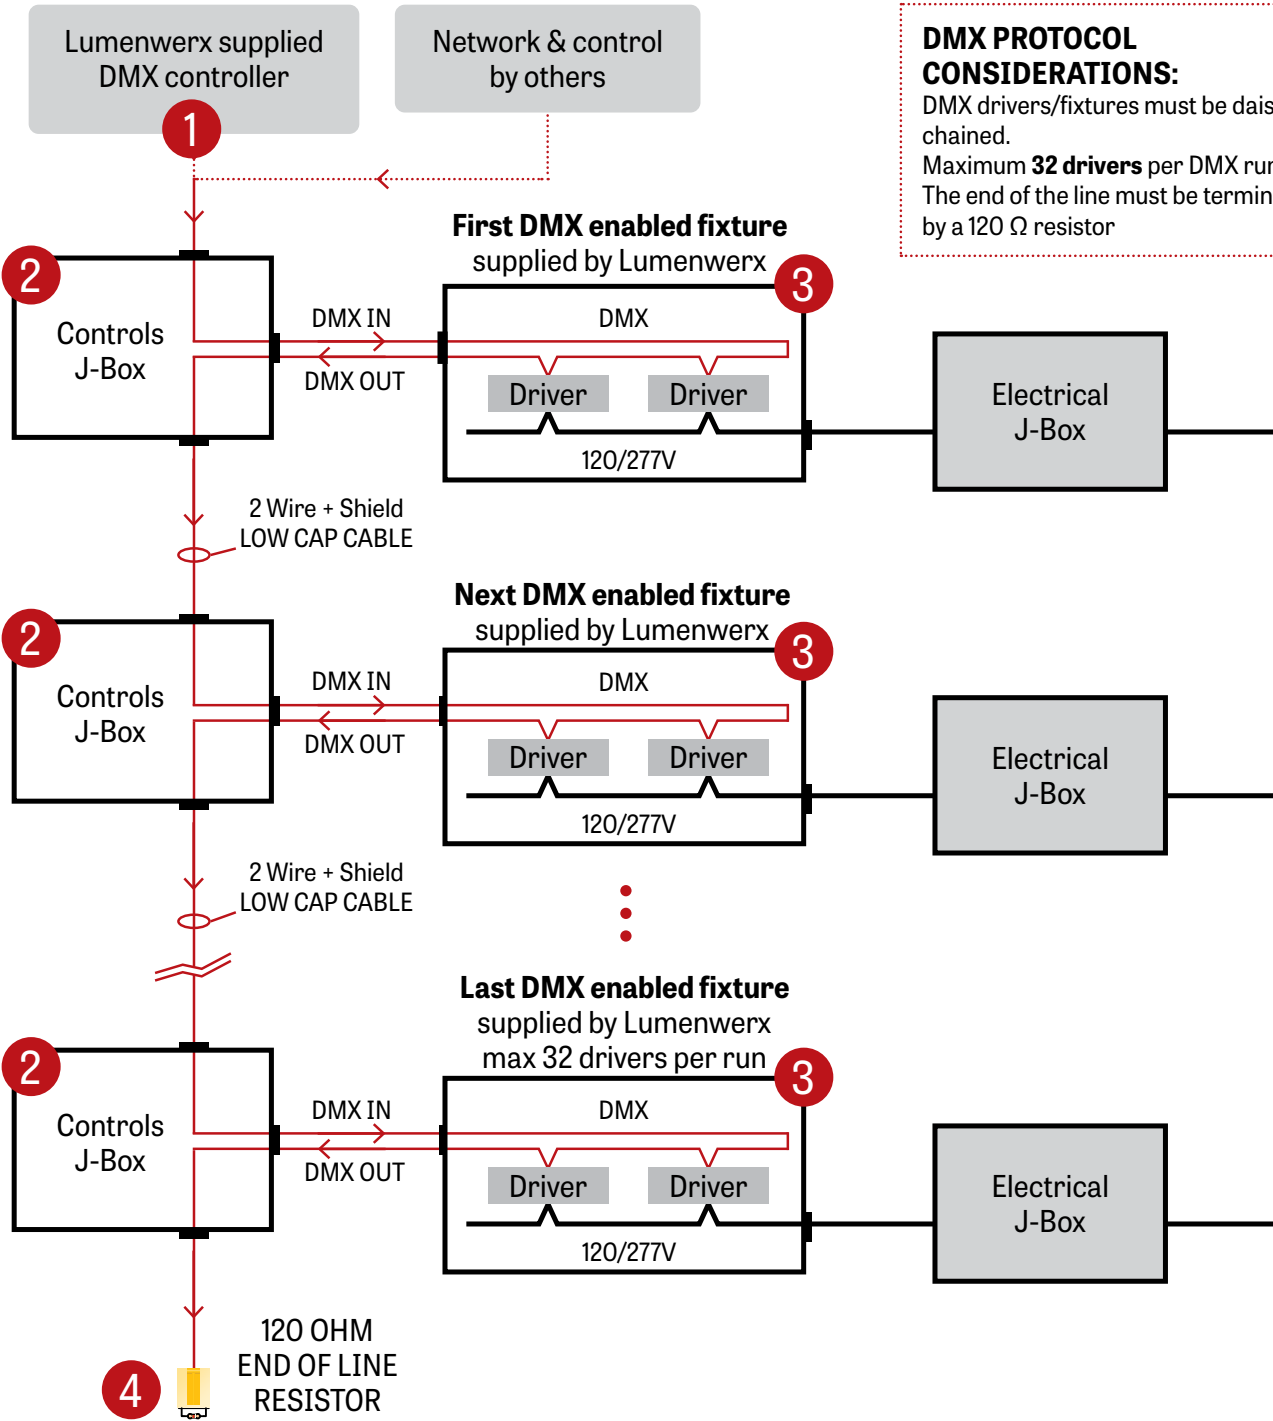 Lumenwerx supplied
DMX controller
1
Network & control
by others
DMX PROTOCOL
CONSIDERATIONS:
DMX drivers/fixtures must be
chained.
Maximum 32 drivers per DMX
The end of the line must be
by a 120 Ω resistor
First DMX enabled fixture
supplied by Lumenwerx
2
Controls
J-Box
DMX IN
DMX OUT
3
DMX
Driver
Driver
120/277V
Electrical
J-Box
2 Wire + Shield
LOW CAP CABLE
Next DMX enabled fixture
supplied by Lumenwerx
2
Controls
J-Box
DMX IN
DMX OUT
3
DMX
Driver
Driver
120/277V
Electrical
J-Box
2 Wire + Shield
LOW CAP CABLE
Last DMX enabled fixture
supplied by Lumenwerx
max 32 drivers per run
2
Controls
J-Box
DMX IN
DMX OUT
3
DMX
Driver
Driver
120/277V
Electrical
J-Box
4
120 OHM
END OF LINE
RESISTOR